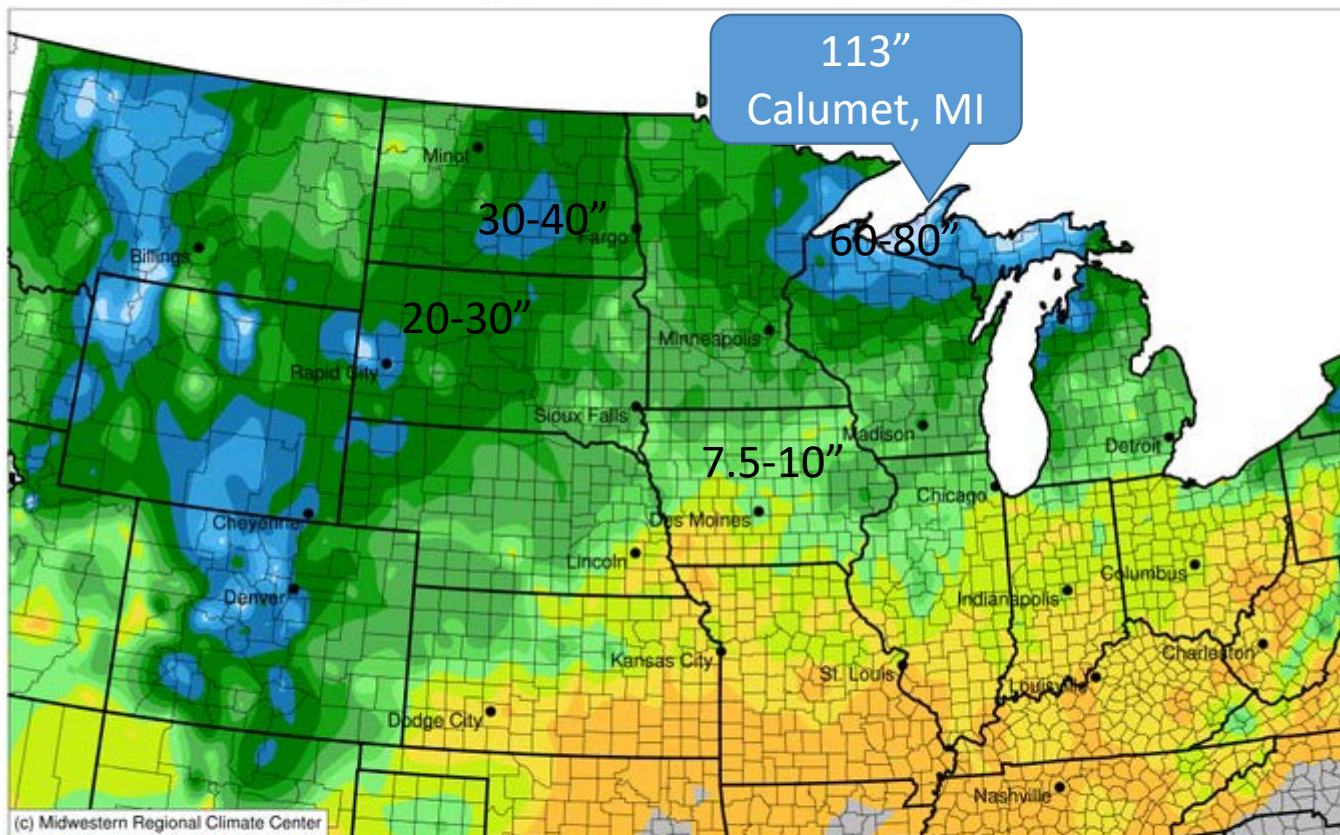 113”
Calumet, MI
Minot
30-40”
Fargo
60-80”
Billings
20-30”
Minneapolis
Rapid City
Sioux Falls
7.5-10”
Madison
Detroit
Chicago
Cheyenne
Des Moines
Lincoln
Columbus
Denver
Indianapolis
Kansas City
St. Louis
Charleston
Louisville
Dodge City
Nashville
(c) Midwestern Regional Climate Center